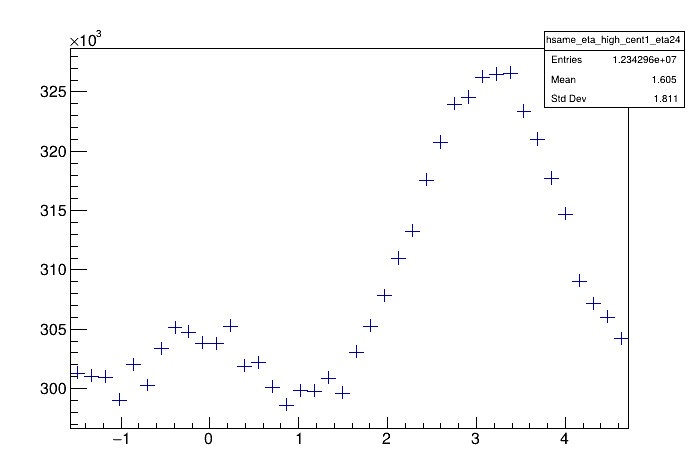 ×10³
hsame_eta_high_cent1_eta24
Entries 1.234296e+07
Mean 1.605
Std Dev 1.811
325
320
315
310
305
300
−1 0 1 2 3 4